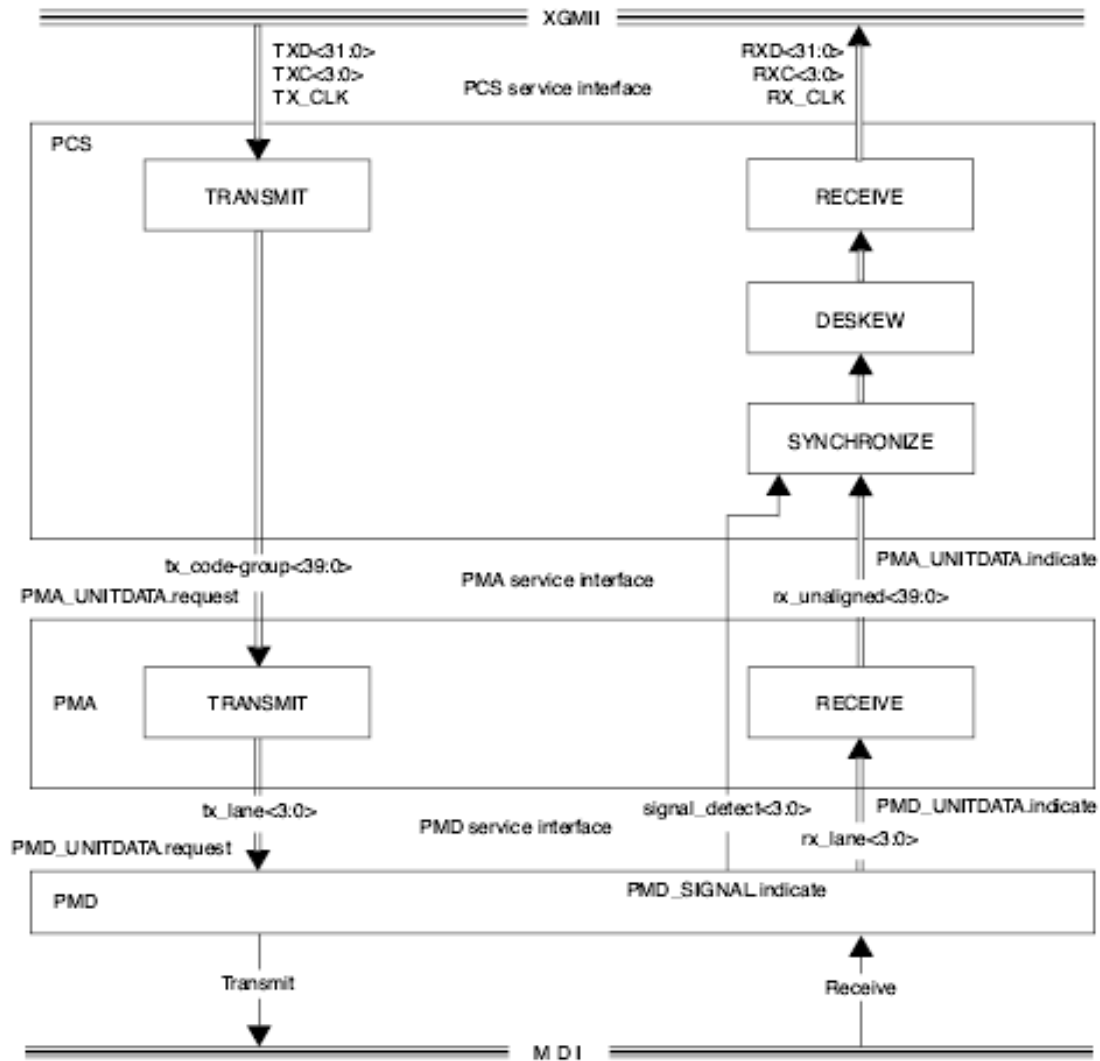 XGMII
TXD<31:0>
TXC<3:0>
TX_CLK
PCS service interface
RXD<31:0>
RXC<3:0>
RX_CLK
PCS
TRANSMIT
RECEIVE
DESKEW
SYNCHRONIZE
tx_code-group<39:0>
PMA_UNITDATA.request
PMA service interface
PMA_UNITDATA.indicate
rx_unaligned<39:0>
PMA
TRANSMIT
RECEIVE
tx_lane<3:0>
PMD_UNITDATA.request
PMD service interface
signal_detect<3:0>
PMD_UNITDATA.indicate
rx_lane<3:0>
PMD
PMD_SIGNAL.indicate
Transmit
Receive
MDI